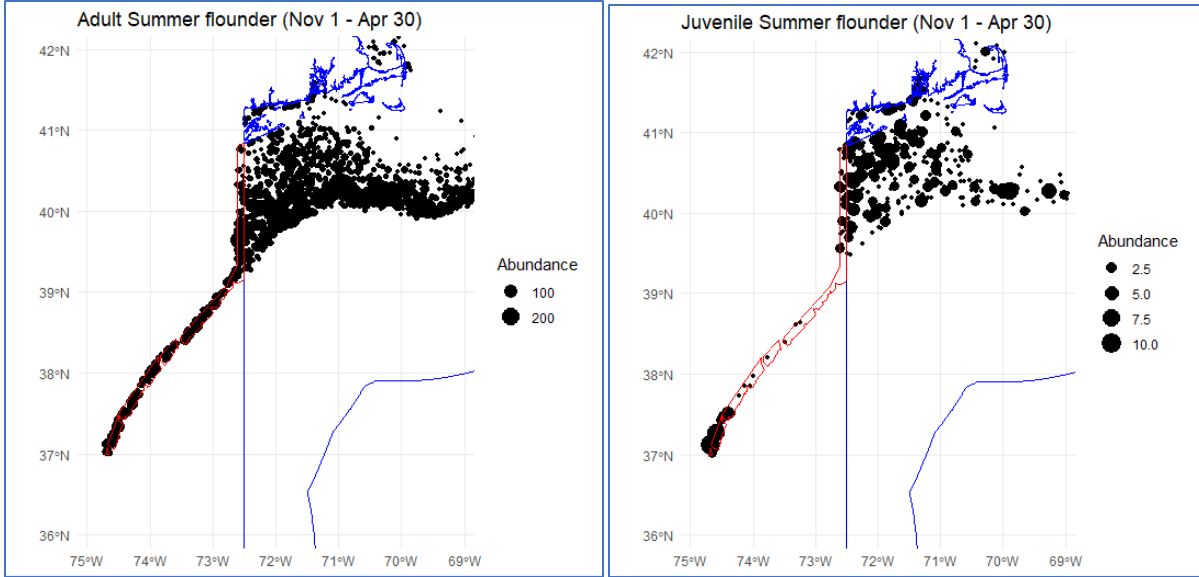 Adult Summer flounder (Nov 1 - Apr 30)
42°N
41°N
40°N
39°N
38°N
37°N
36°N
75°W 74°W 73°W 72°W 71°W 70°W 69°W
Abundance
100
200
Juvenile Summer flounder (Nov 1 - Apr 30)
42°N
41°N
40°N
39°N
38°N
37°N
36°N
75°W 74°W 73°W 72°W 71°W 70°W 69°W
Abundance
2.5
5.0
7.5
10.0